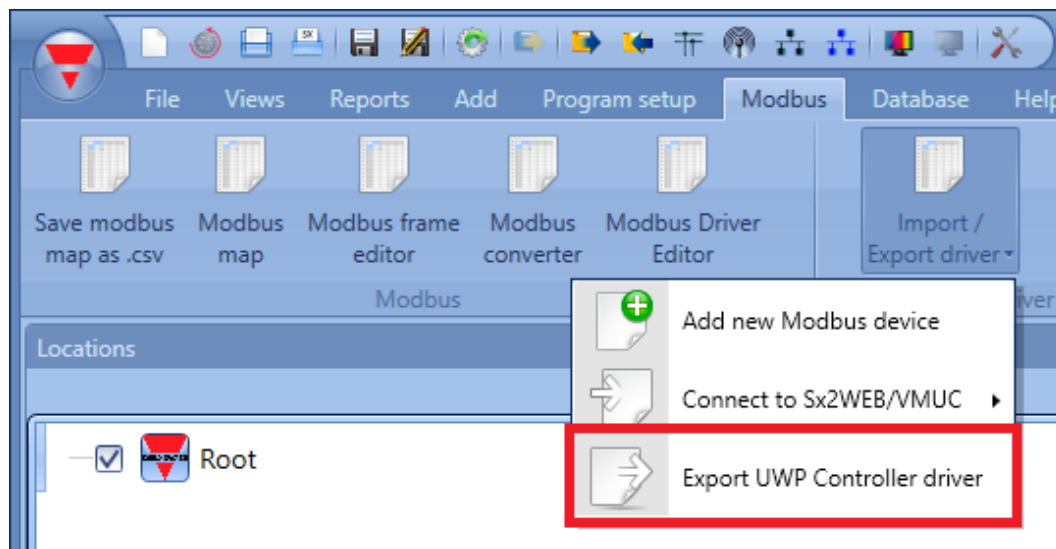 SX
File Views Reports Add Program setup Modbus Database Help
Save modbus Modbus Modbus frame Modbus Modbus Driver Import /
map as .csv map editor converter Editor Export driver
Modbus iver
Locations
Add new Modbus device
Connect to Sx2WEB/VMUC
Root
Export UWP Controller driver